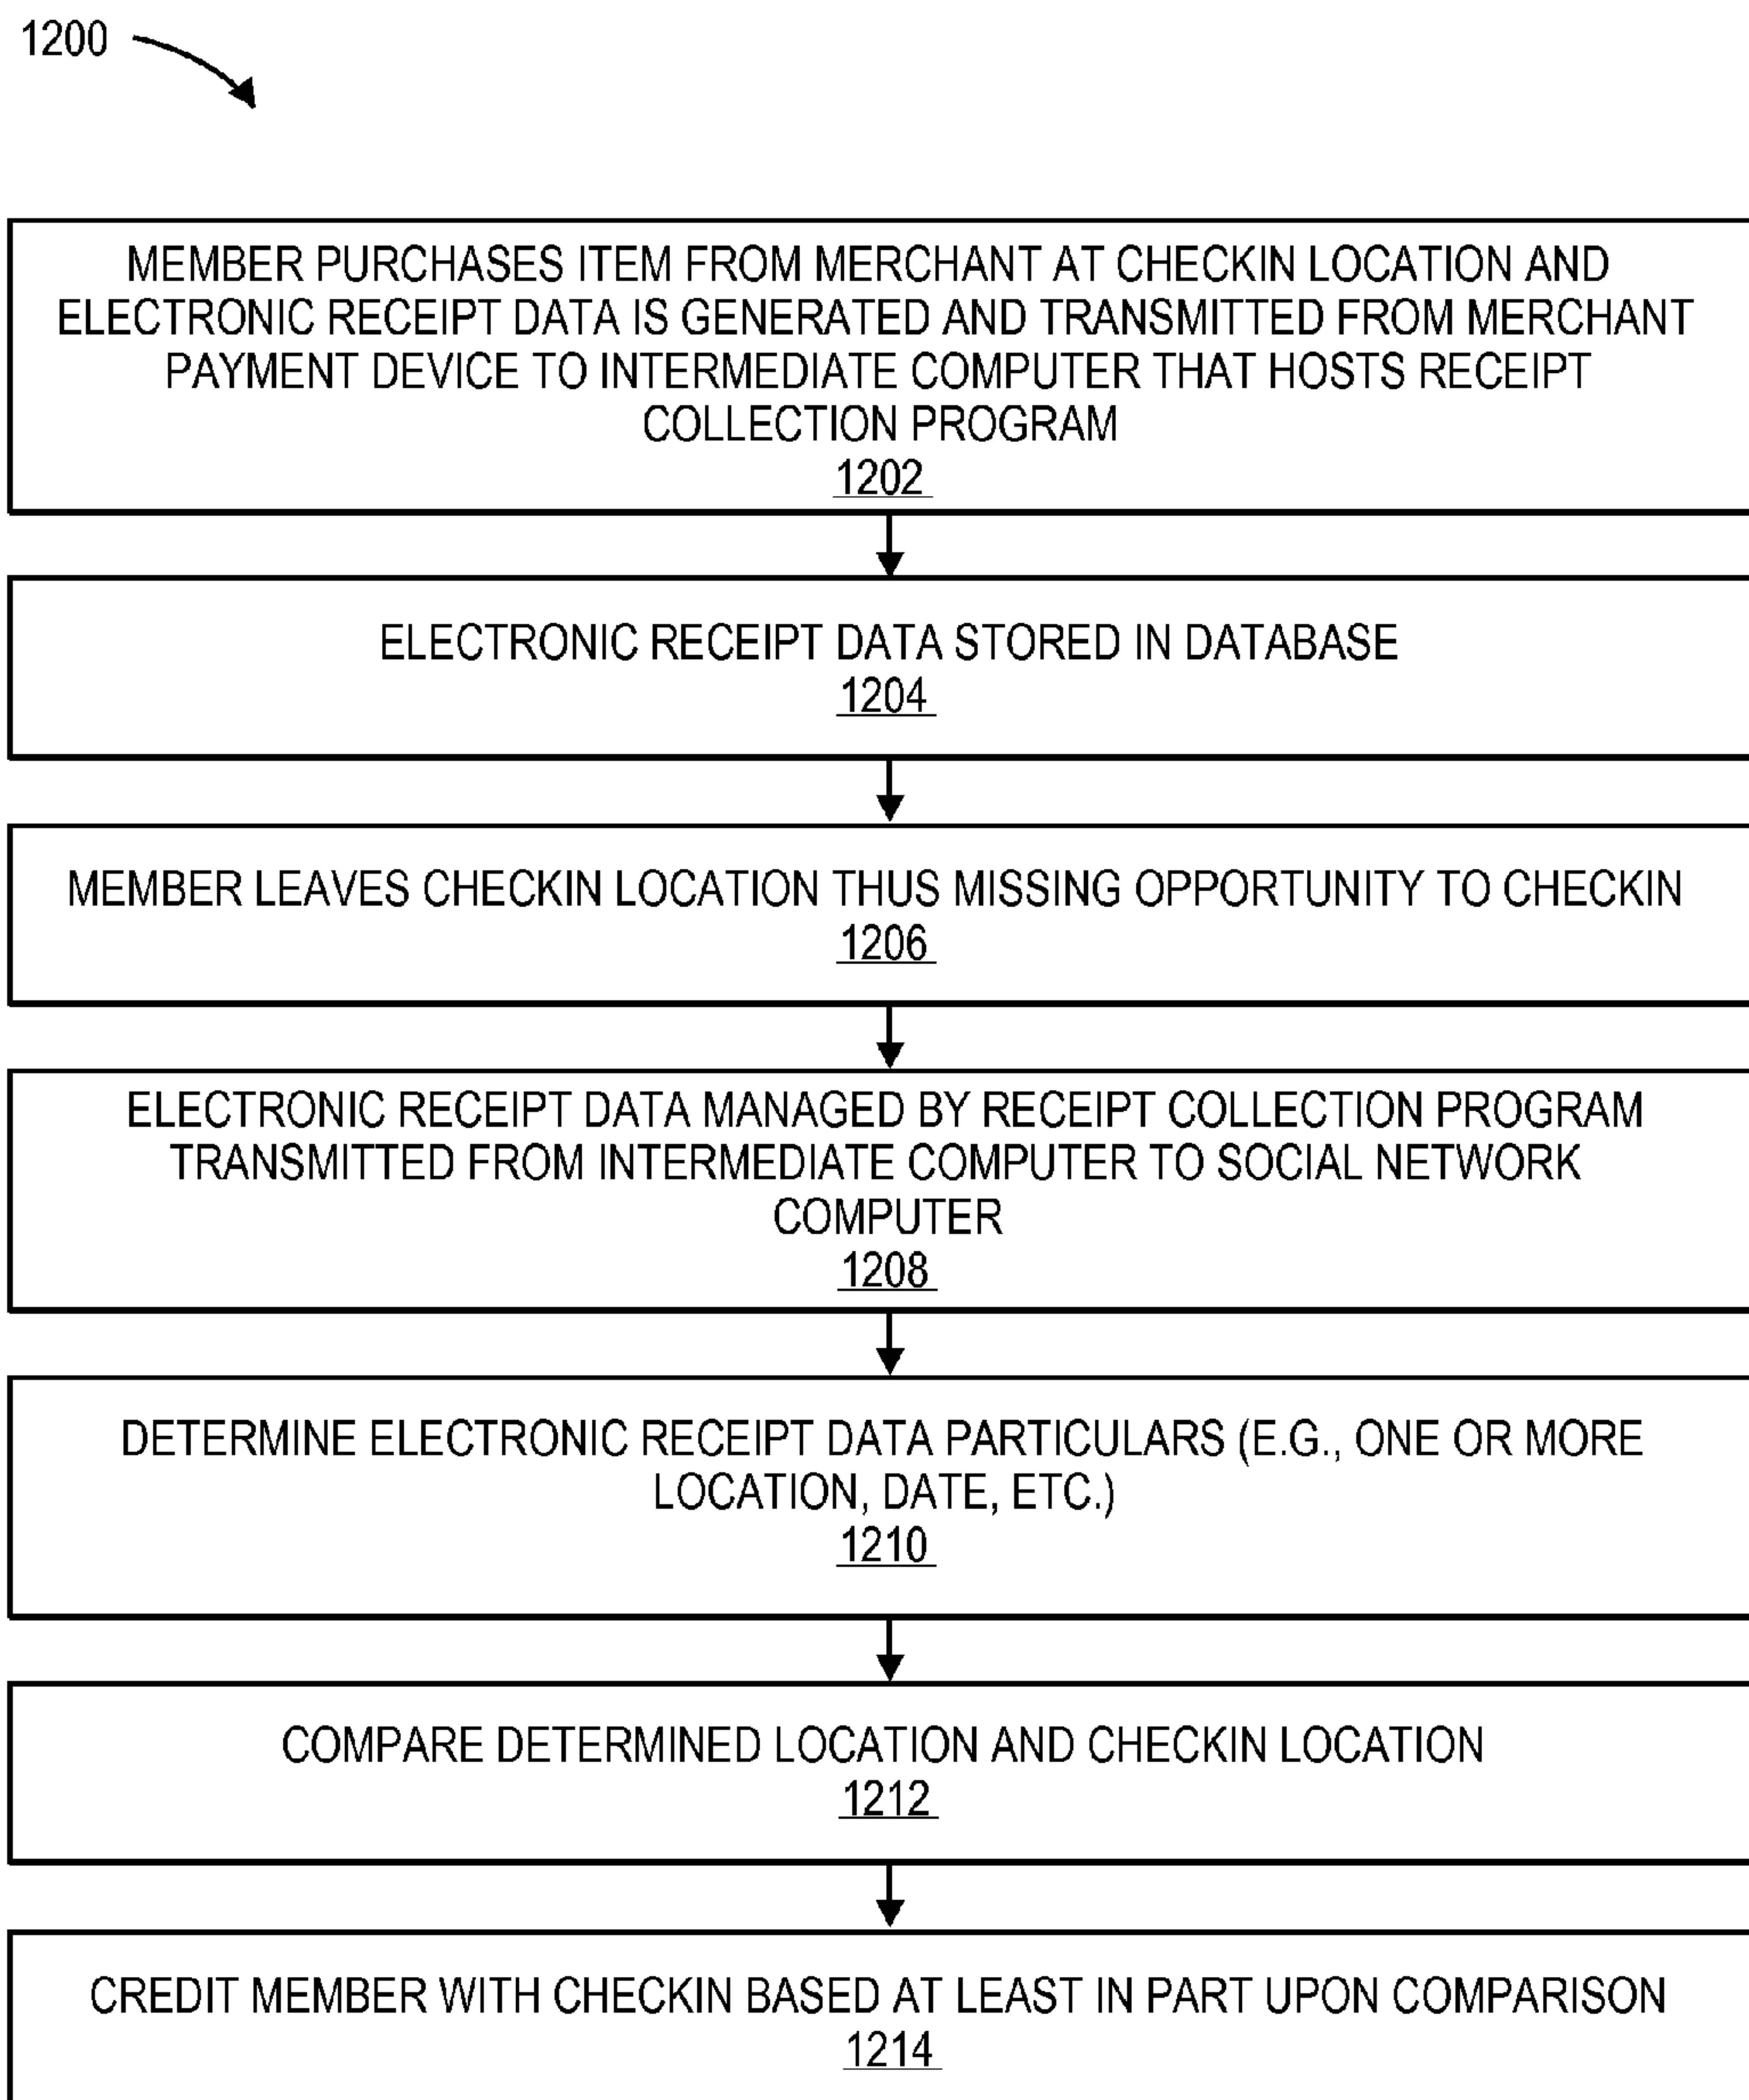 1200
MEMBER PURCHASES ITEM FROM MERCHANT AT CHECKIN LOCATION AND
ELECTRONIC RECEIPT DATA IS GENERATED AND TRANSMITTED FROM MERCHANT
PAYMENT DEVICE TO INTERMEDIATE COMPUTER THAT HOSTS RECEIPT
COLLECTION PROGRAM
1202
ELECTRONIC RECEIPT DATA STORED IN DATABASE
1204
MEMBER LEAVES CHECKIN LOCATION THUS MISSING OPPORTUNITY TO CHECKIN
1206
ELECTRONIC RECEIPT DATA MANAGED BY RECEIPT COLLECTION PROGRAM
TRANSMITTED FROM INTERMEDIATE COMPUTER TO SOCIAL NETWORK
COMPUTER
1208
DETERMINE ELECTRONIC RECEIPT DATA PARTICULARS (E.G., ONE OR MORE
LOCATION, DATE, ETC.)
1210
COMPARE DETERMINED LOCATION AND CHECKIN LOCATION
1212
CREDIT MEMBER WITH CHECKIN BASED AT LEAST IN PART UPON COMPARISON
1214